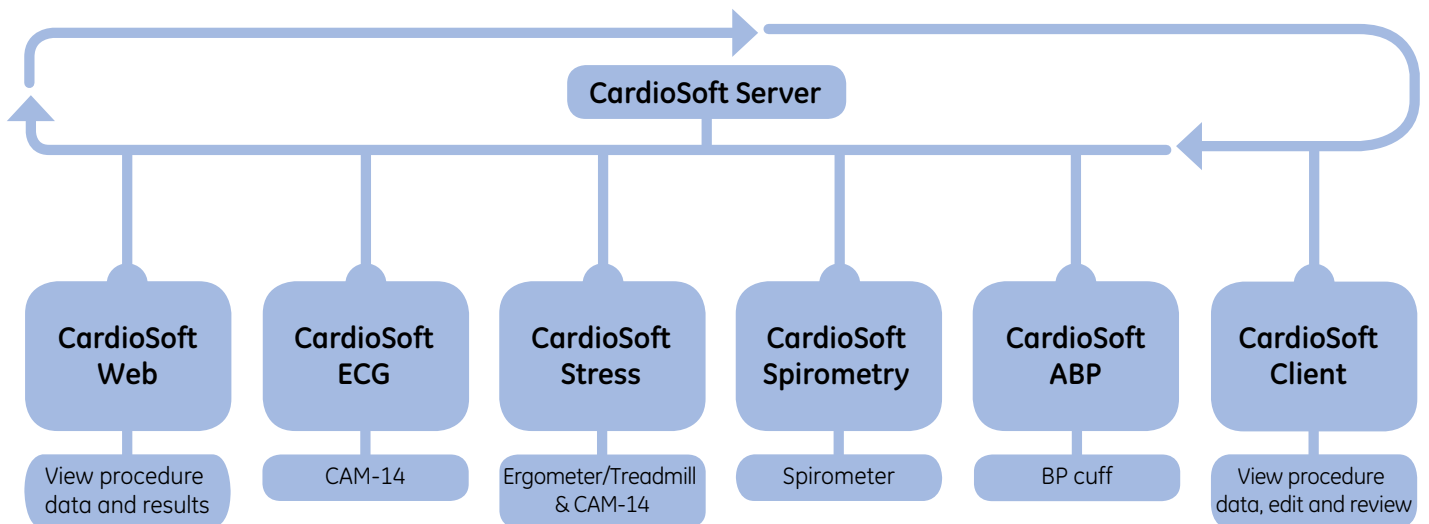 CardioSoft Server
CardioSoft
Web
CardioSoft
ECG
CardioSoft
Stress
CardioSoft
Spirometry
CardioSoft
ABP
CardioSoft
Client
View procedure
data and results
CAM-14
Ergometer/Treadmill
& CAM-14
Spirometer
BP cuff
View procedure
data, edit and review